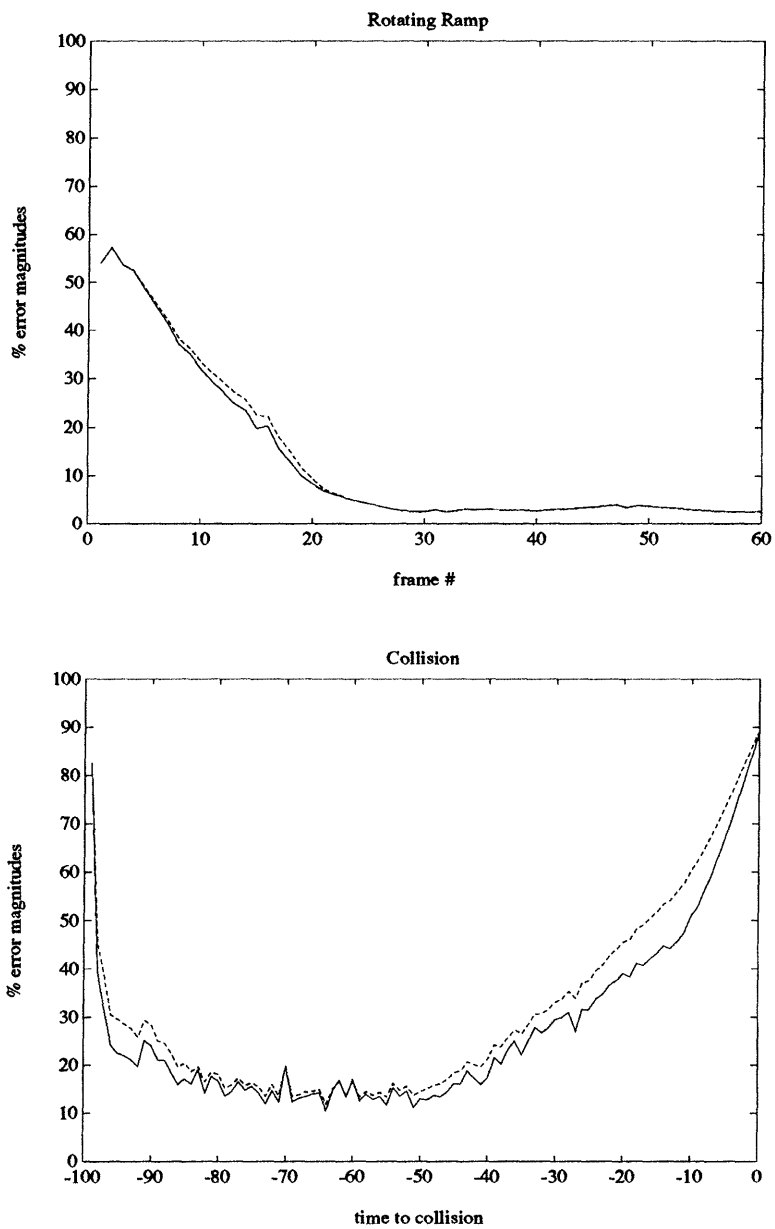 Rotating Ramp
100
90
80
70
60
50
40
30
20
10
0
% error magnitudes
0 10 20 30 40 50 60
frame #
Collision
100
90
80
70
60
50
40
30
20
10
0
% error magnitudes
-100 -90 -80 -70 -60 -50 -40 -30 -20 -10 0
time to collision